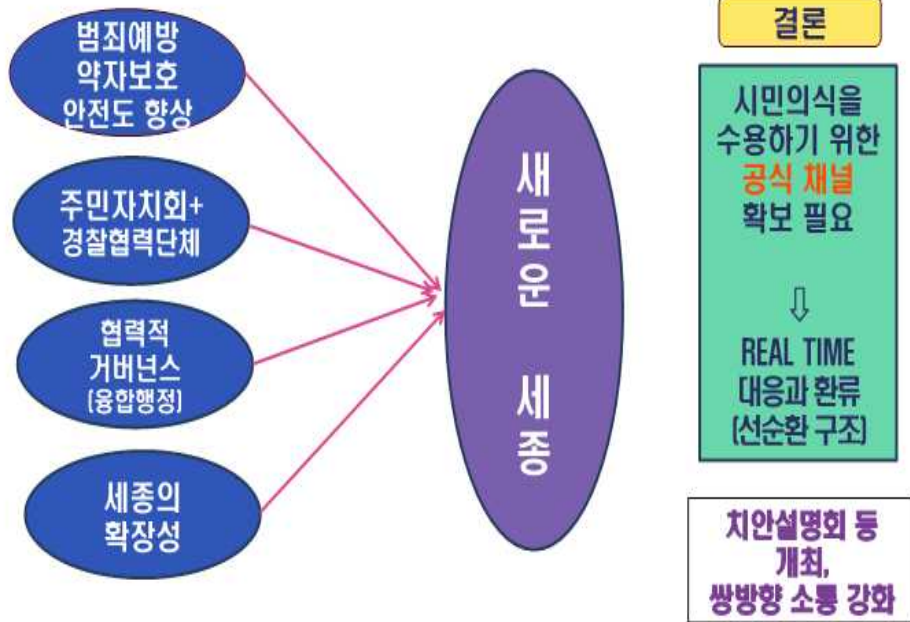 범죄예방
약자보호
안전도 향상
주민자치회+
경찰협력단체
협력적
거버넌스
(융합행정)
세종의
확장성
새로운 세종
결론
시민의식을
수용하기 위한
공식 채널
확보 필요
⇩
REAL TIME
대응과 환류
(선순환 구조)
치안설명회 등
개최,
쌍방향 소통 강화